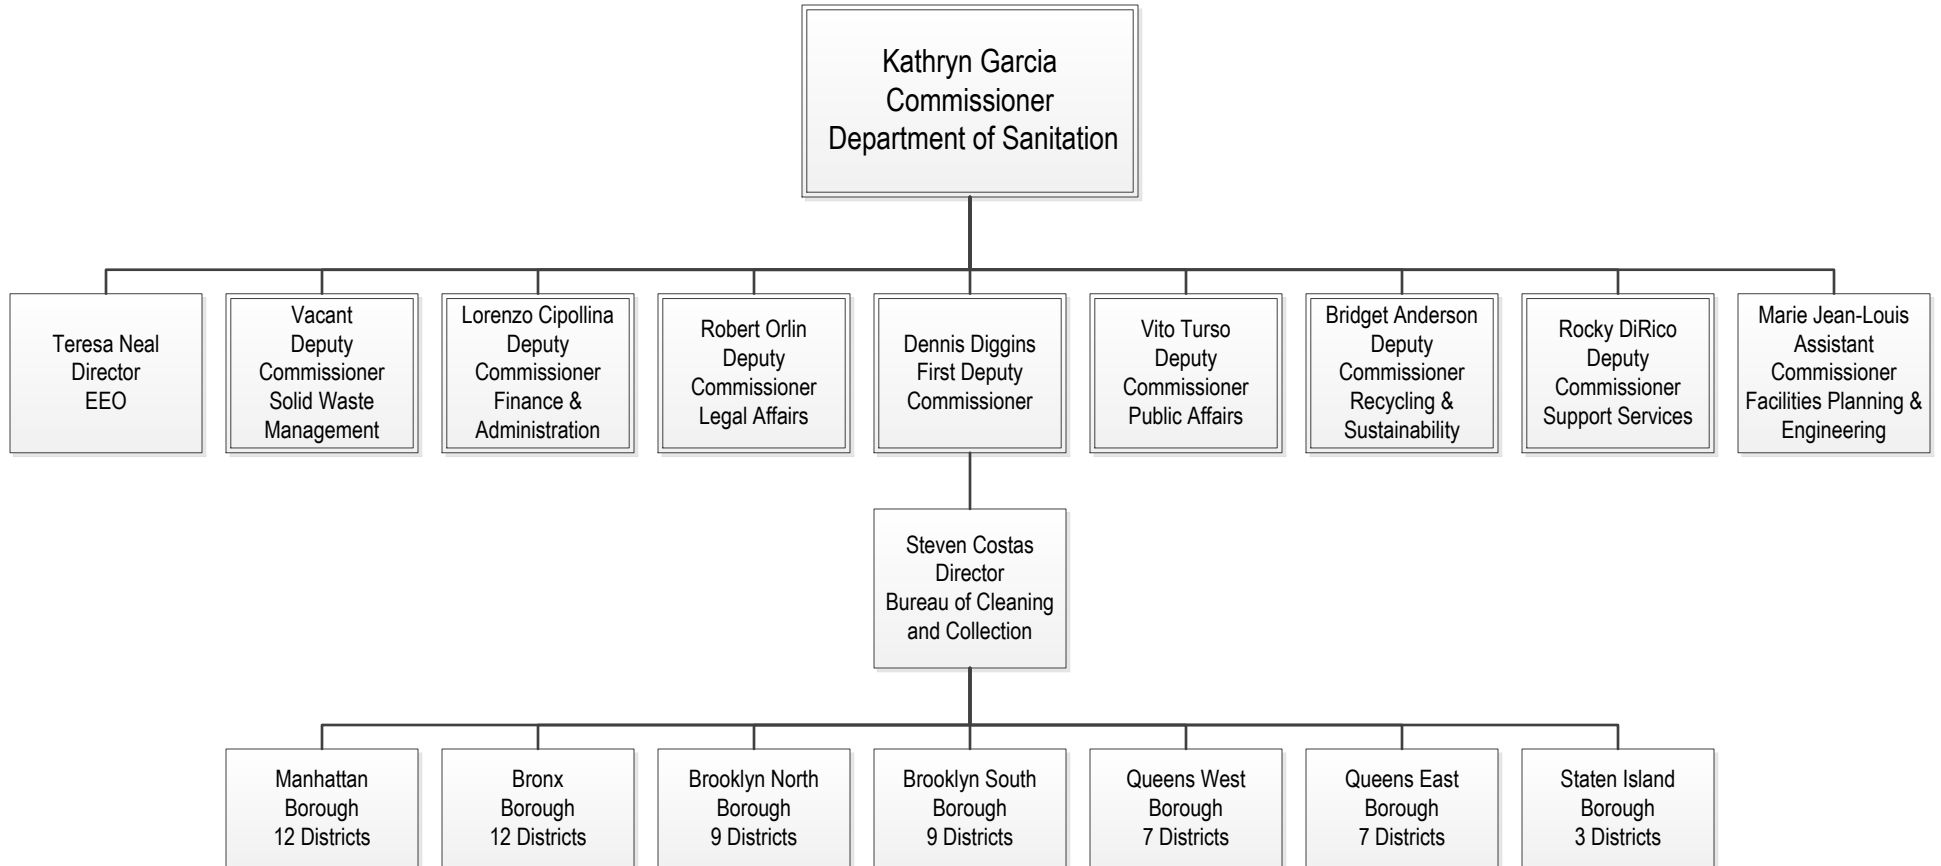 Kathryn Garcia
Commissioner
Department of Sanitation
Teresa Neal
Director
EEO
Vacant
Deputy
Commissioner
Solid Waste
Management
Lorenzo Cipollina
Deputy
Commissioner
Finance &
Administration
Robert Orlin
Deputy
Commissioner
Legal Affairs
Dennis Diggins
First Deputy
Commissioner
Vito Turso
Deputy
Commissioner
Public Affairs
Bridget Anderson
Deputy
Commissioner
Recycling &
Sustainability
Rocky DiRico
Deputy
Commissioner
Support Services
Marie Jean-Louis
Assistant
Commissioner
Facilities Planning &
Engineering
Steven Costas
Director
Bureau of Cleaning
and Collection
Manhattan
Borough
12 Districts
Bronx
Borough
12 Districts
Brooklyn North
Borough
9 Districts
Brooklyn South
Borough
9 Districts
Queens West
Borough
7 Districts
Queens East
Borough
7 Districts
Staten Island
Borough
3 Districts